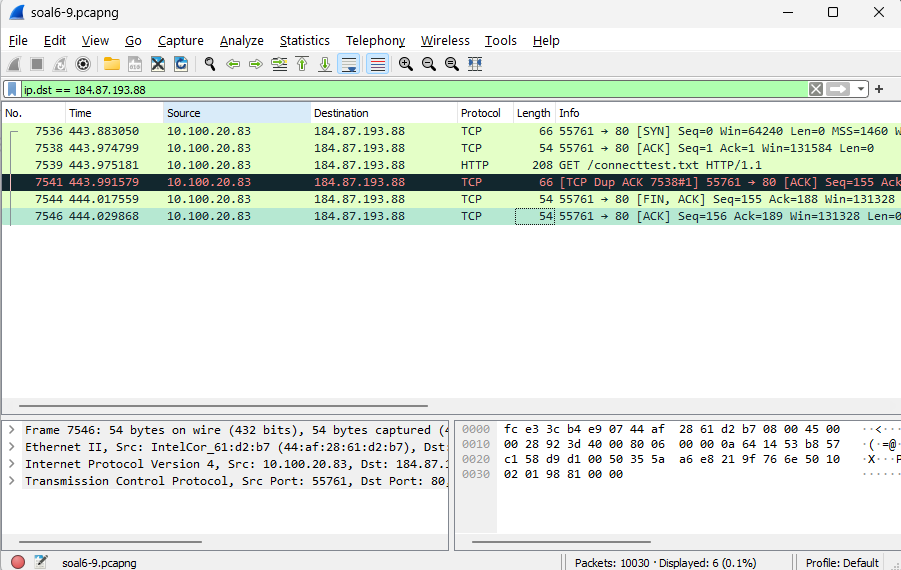 soal6-9.pcapng
File Edit View Go Capture Analyze Statistics Telephony Wireless Tools Help
ip.dst == 184.87.193.88
No. Time Source Destination Protocol Length Info
7536 443.883050 10.100.20.83 184.87.193.88 TCP 66 55761 → 80 [SYN] Seq=0 Win=64240 Len=0 MSS=1460 W
7538 443.974799 10.100.20.83 184.87.193.88 TCP 54 55761 → 80 [ACK] Seq=1 Ack=1 Win=131584 Len=0
7539 443.975181 10.100.20.83 184.87.193.88 HTTP 208 GET /connecttest.txt HTTP/1.1
7541 443.991579 10.100.20.83 184.87.193.88 TCP 66 [TCP Dup ACK 7538#1] 55761 → 80 [ACK] Seq=155 Ack
7544 444.017559 10.100.20.83 184.87.193.88 TCP 54 55761 → 80 [FIN, ACK] Seq=155 Ack=188 Win=131328
7546 444.029868 10.100.20.83 184.87.193.88 TCP 54 55761 → 80 [ACK] Seq=156 Ack=189 Win=131328 Len=0
Frame 7546: 54 bytes on wire (432 bits), 54 bytes captured (4
Ethernet II, Src: IntelCor_61:d2:b7 (44:af:28:61:d2:b7), Dst:
Internet Protocol Version 4, Src: 10.100.20.83, Dst: 184.87.1
Transmission Control Protocol, Src Port: 55761, Dst Port: 80,
0000 fc e3 3c b4 e9 07 44 af 28 61 d2 b7 08 00 45 00 ··<···
0010 00 28 92 3d 40 00 80 06 00 00 0a 64 14 53 b8 57 ·(·=@·
0020 c1 58 d9 d1 00 50 35 5a a6 e8 21 9f 76 6e 50 10 ·X···P
0030 02 01 98 81 00 00 ······
soal6-9.pcapng
Packets: 10030 · Displayed: 6 (0.1%)
Profile: Default